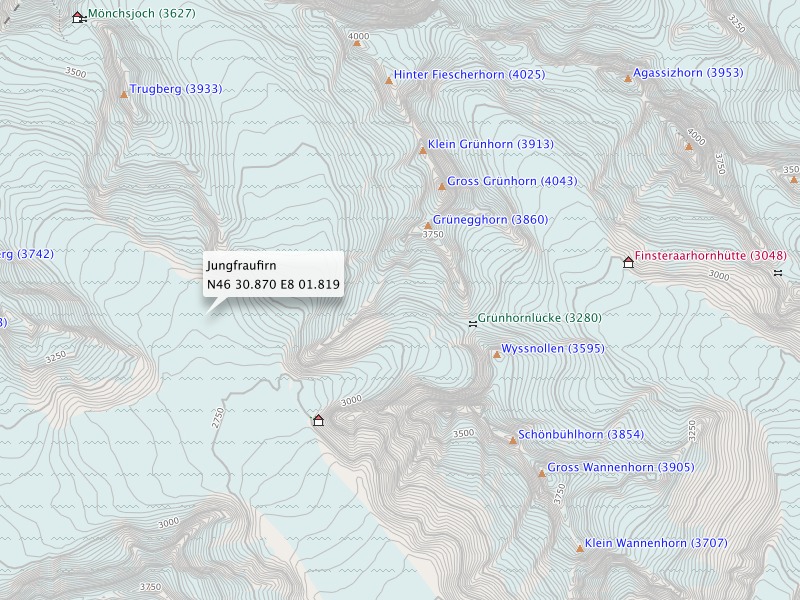 Mönchsjoch (3627)
3250
4000
3500
Hinter Fiescherhorn (4025)
Agassizhorn (3953)
Trugberg (3933)
4000
Klein Grünhorn (3913)
3750
350
Gross Grünhorn (4043)
Grünegghorn (3860)
3750
rg (3742)
Finsteraarhornhütte (3048)
Jungfraufirn
N46 30.870 E8 01.819
3000
3)
Grünhornlücke (3280)
Wyssnollen (3595)
3250
3000
2750
3250
3500
Schönbühlhorn (3854)
Gross Wannenhorn (3905)
3750
3000
Klein Wannenhorn (3707)
3750